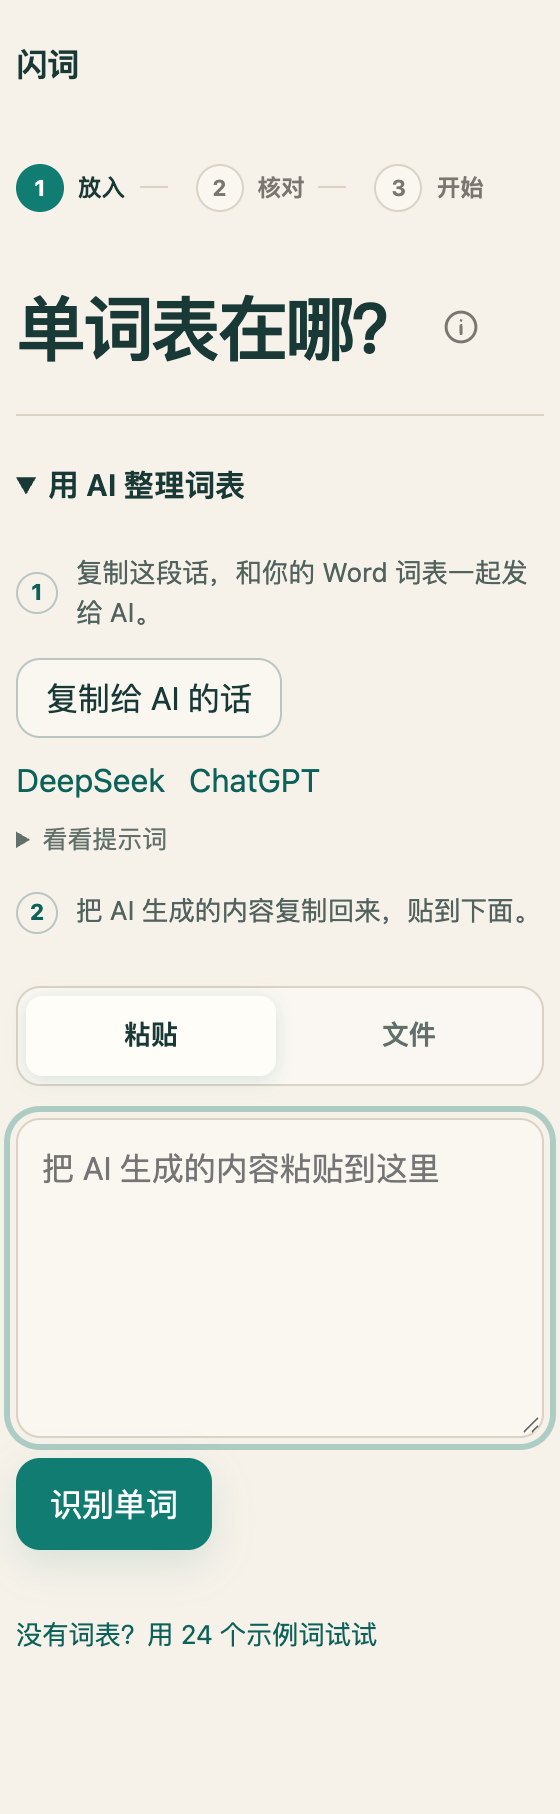 闪词
1 放入 2 核对 3 开始
单词表在哪?
用 AI 整理词表
1 复制这段话，和你的 Word 词表一起发
给 AI。
复制给 AI 的话
DeepSeek ChatGPT
看看提示词
2 把 AI 生成的内容复制回来，贴到下面。
粘贴 文件
把 AI 生成的内容粘贴到这里
识别单词
没有词表？用 24 个示例词试试